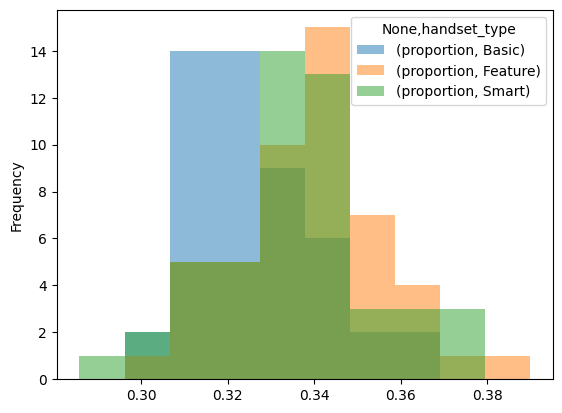 None,handset_type
(proportion, Basic)
(proportion, Feature)
(proportion, Smart)
Frequency
14
12
10
8
6
4
2
0
0.30 0.32 0.34 0.36 0.38